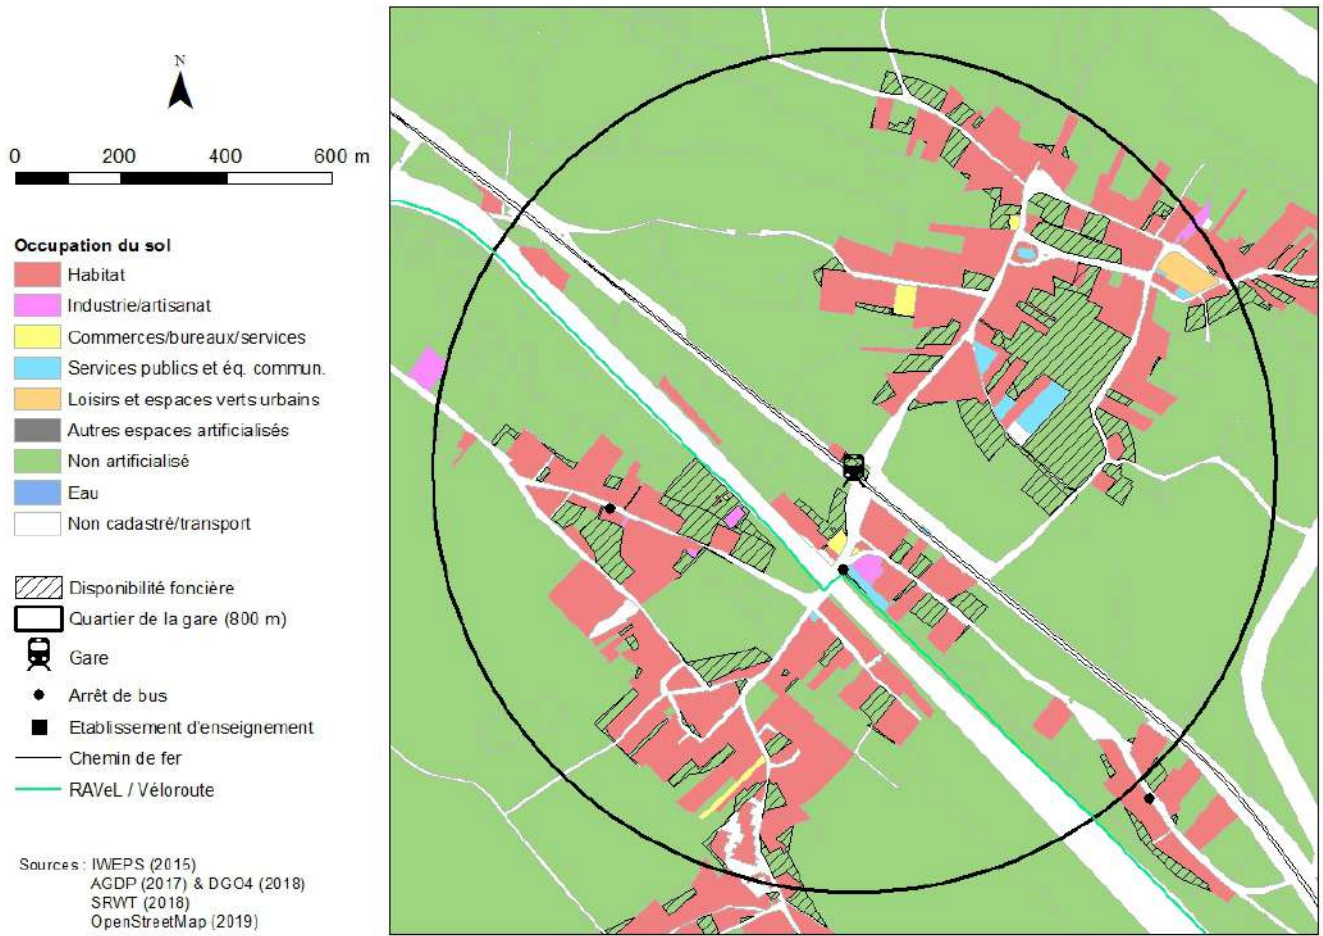 N
0 200 400 600 m
Occupation du sol
Habitat
Industrie/artisanat
Commerces/bureaux/services
Services publics et éq. commun.
Loisirs et espaces verts urbains
Autres espaces artificialisés
Non artificialisé
Eau
Non cadastré/transport
Disponibilité foncière
Quartier de la gare (800 m)
Gare
Arrêt de bus
Etablissement d'enseignement
Chemin de fer
RAVeL / Véloroute
Sources : IWEPS (2015)
AGDP (2017) & DGO4 (2018)
SRWT (2018)
OpenStreetMap (2019)